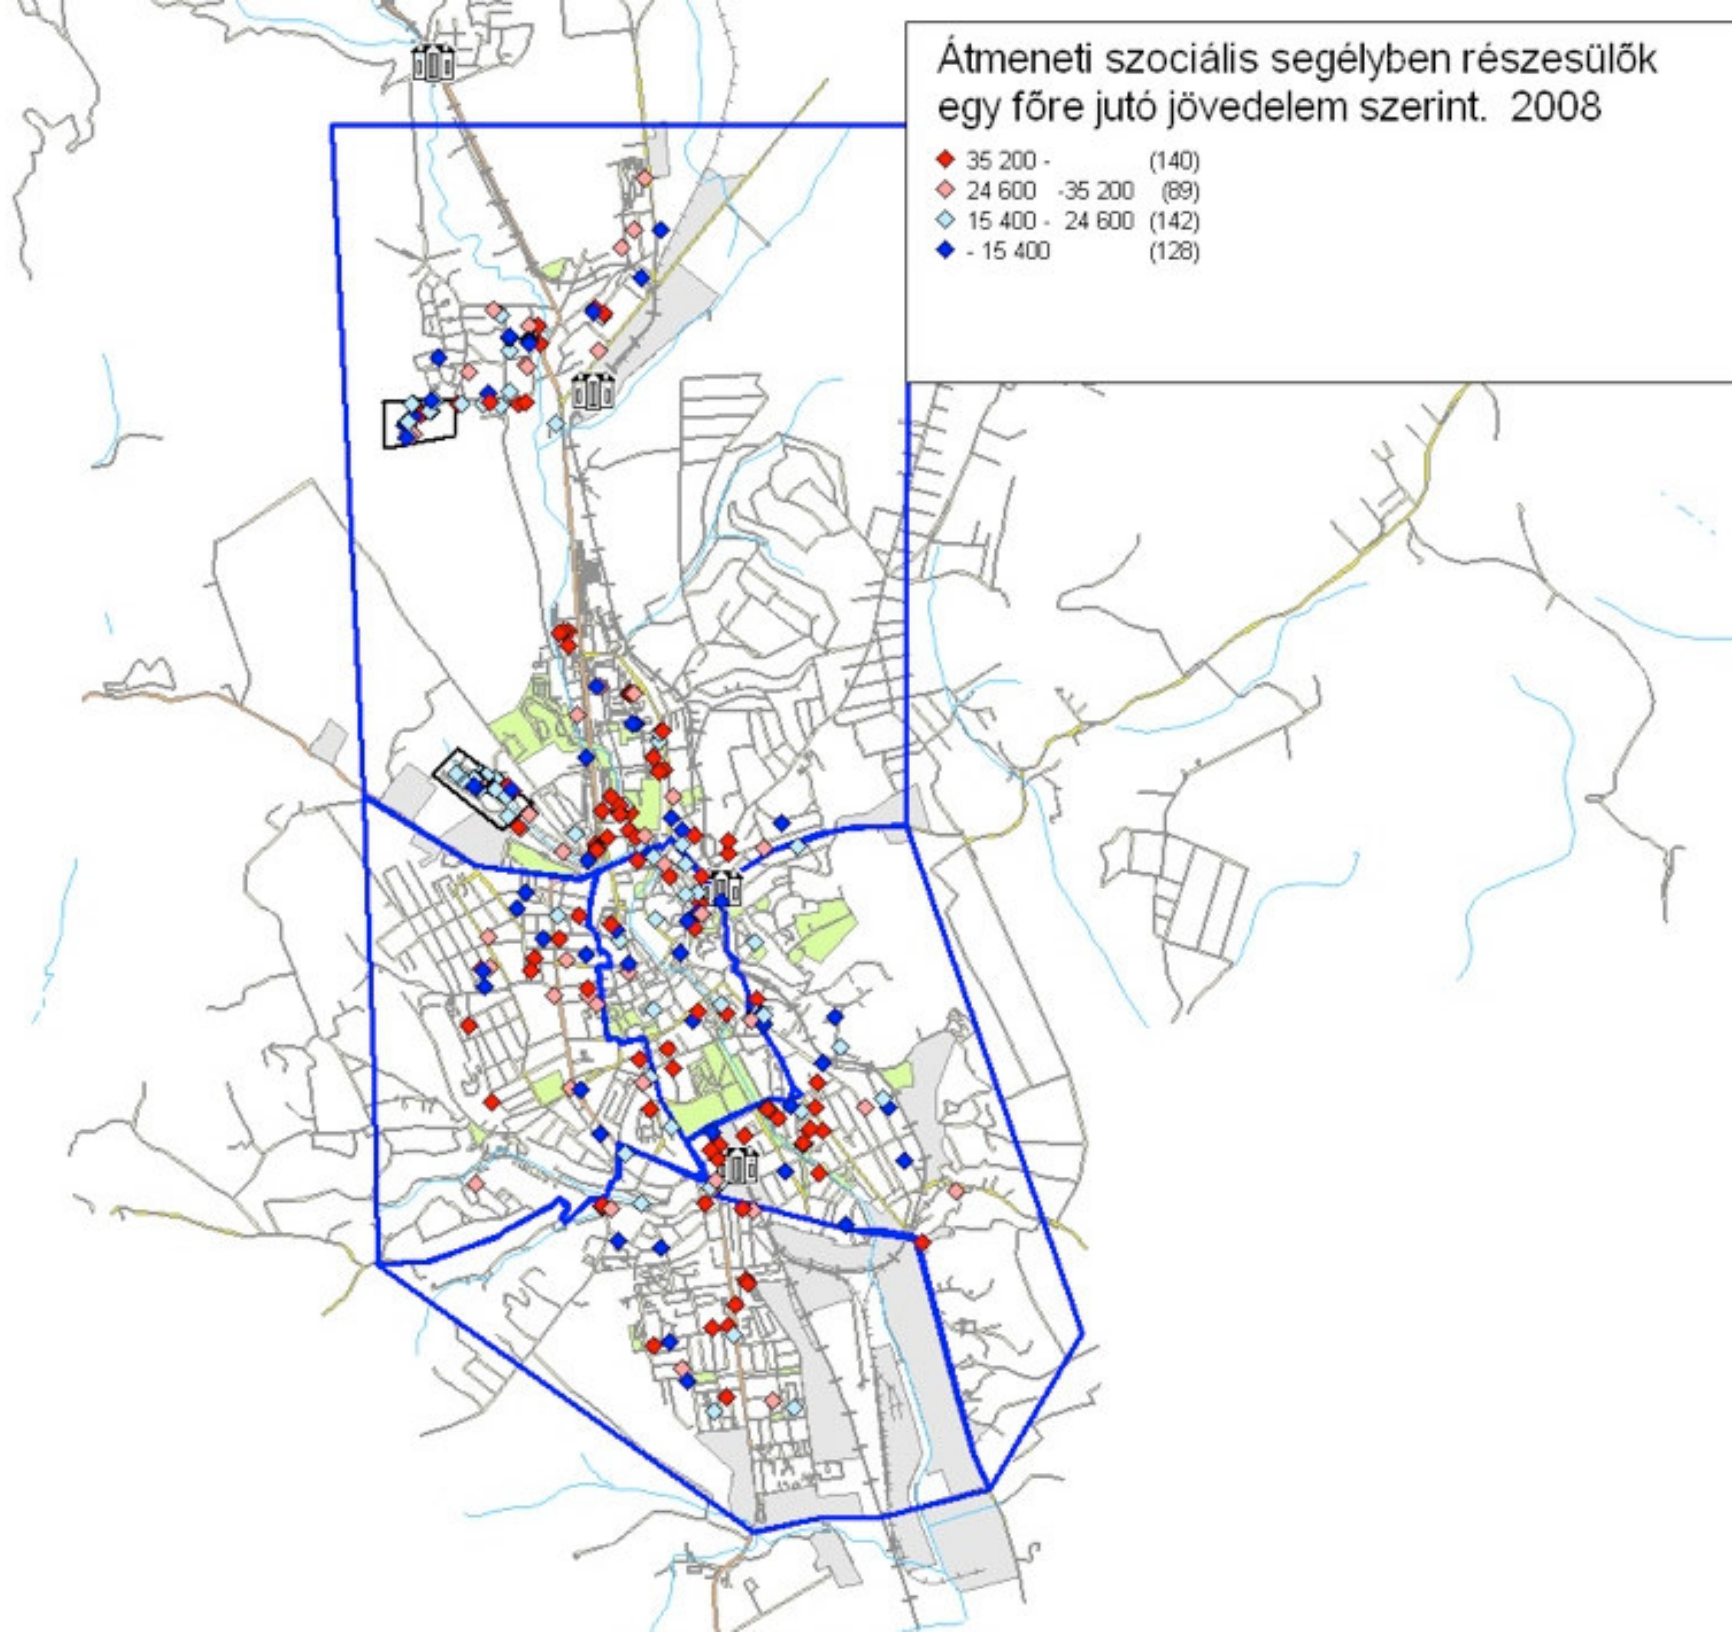 Átmeneti szociális segélyben részesülők
egy főre jutó jövedelem szerint. 2008
35 200 - (140)
24 600 -35 200 (89)
15 400 - 24 600 (142)
- 15 400 (128)